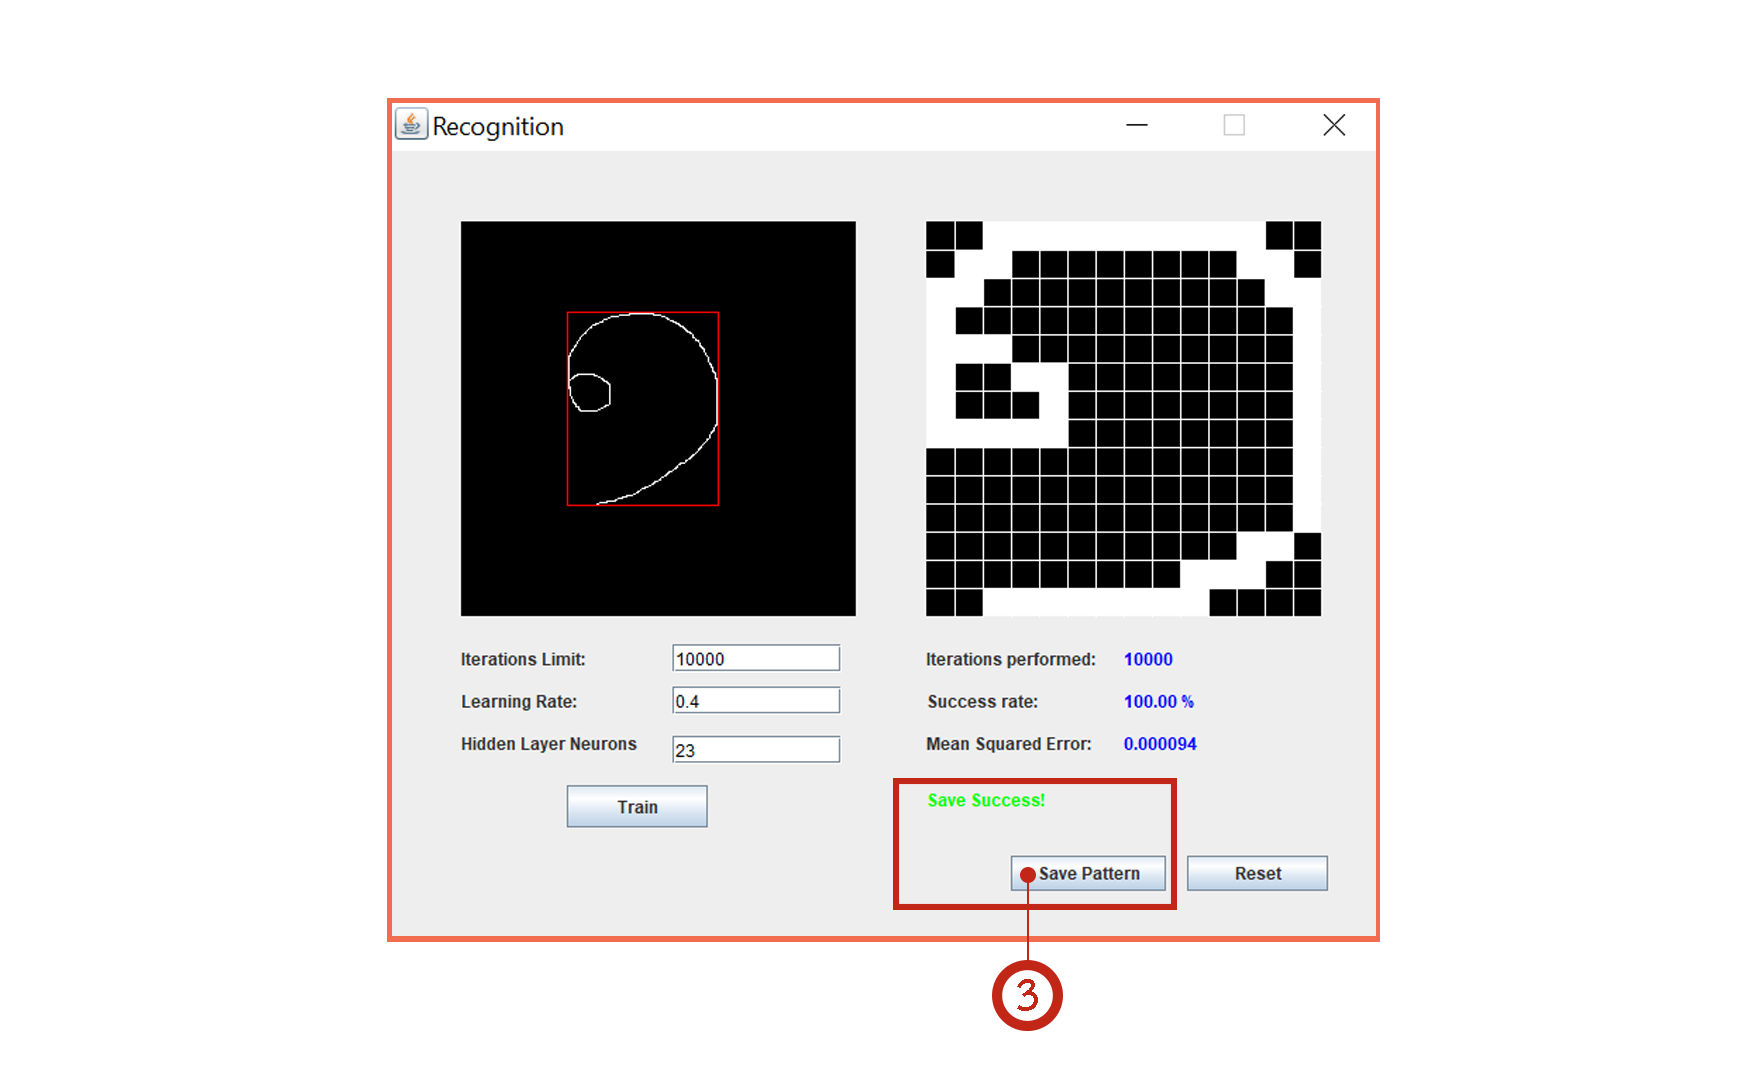 Recognition
Iterations Limit: 10000
Learning Rate: 0.4
Hidden Layer Neurons 23
Train
Iterations performed: 10000
Success rate: 100.00 %
Mean Squared Error: 0.000094
Save Success!
Save Pattern
Reset
3